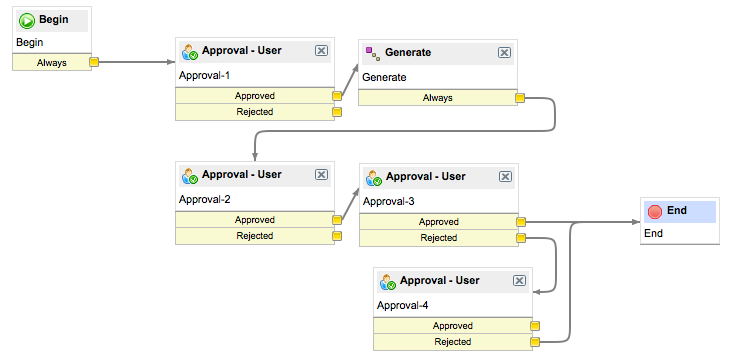 Begin
Begin
Always
Approval - User
Approval-1
Approved
Rejected
Generate
Generate
Always
Approval - User
Approval-2
Approved
Rejected
Approval - User
Approval-3
Approved
Rejected
Approval - User
Approval-4
Approved
Rejected
End
End